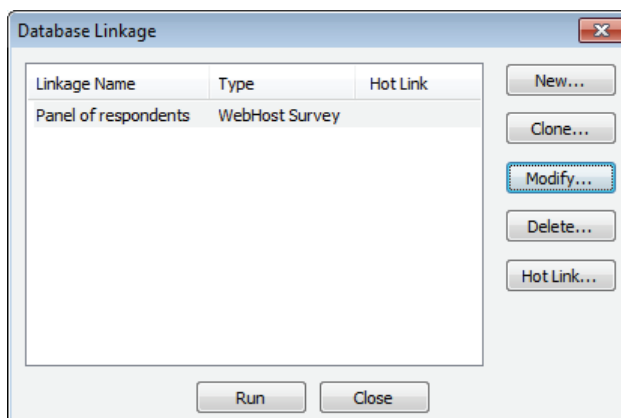 Database Linkage
Linkage Name Type Hot Link
Panel of respondents WebHost Survey
New...
Clone...
Modify...
Delete...
Hot Link...
Run Close